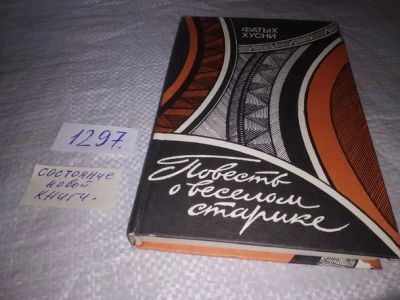 ФАТЫХ
ХУСНИ
Повесть
о веселом
старике
1297.
СОСТОЯНИЕ
НОВОЙ
КНИГИ.